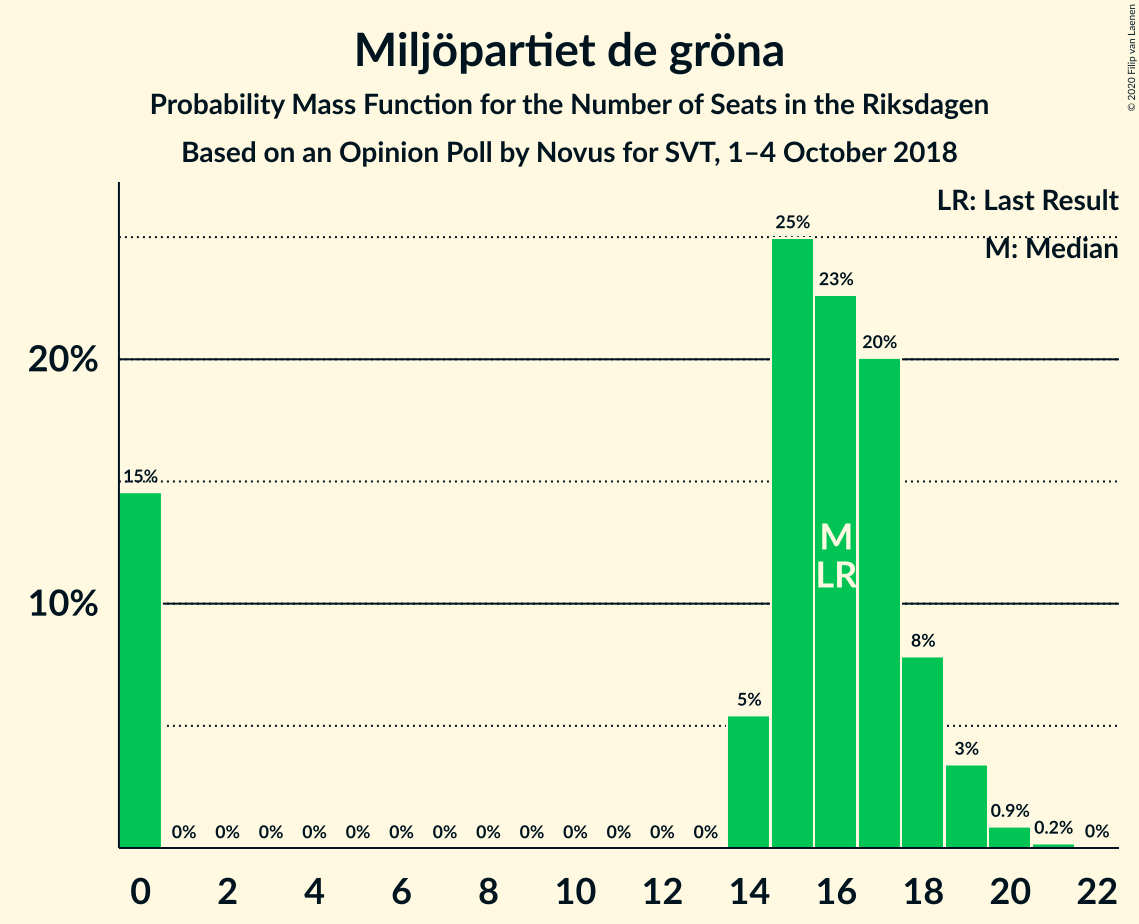 Miljöpartiet de gröna
Probability Mass Function for the Number of Seats in the Riksdagen
Based on an Opinion Poll by Novus for SVT, 1–4 October 2018
© 2020 Filip van Laenen
LR: Last Result
M: Median
20%
10%
15%
0%
0%
0%
0%
0%
0%
0%
0%
0%
0%
0%
0%
0%
5%
25%
23%
20%
8%
3%
0.9%
0.2%
0%
M
LR
0 2 4 6 8 10 12 14 16 18 20 22